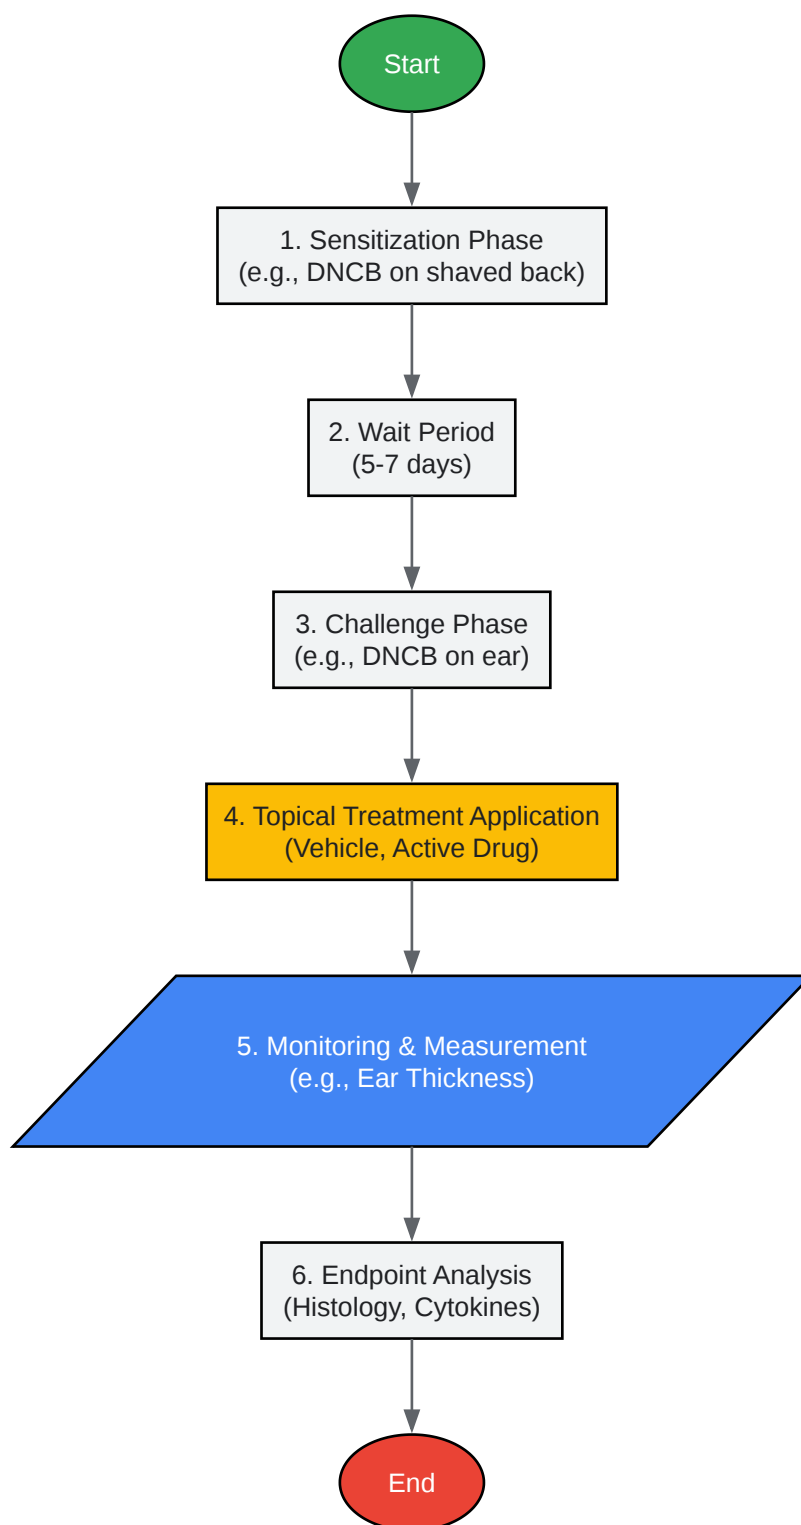 Start
1. Sensitization Phase
(e.g., DNCB on shaved back)
2. Wait Period
(5-7 days)
3. Challenge Phase
(e.g., DNCB on ear)
4. Topical Treatment Application
(Vehicle, Active Drug)
5. Monitoring & Measurement
(e.g., Ear Thickness)
6. Endpoint Analysis
(Histology, Cytokines)
End